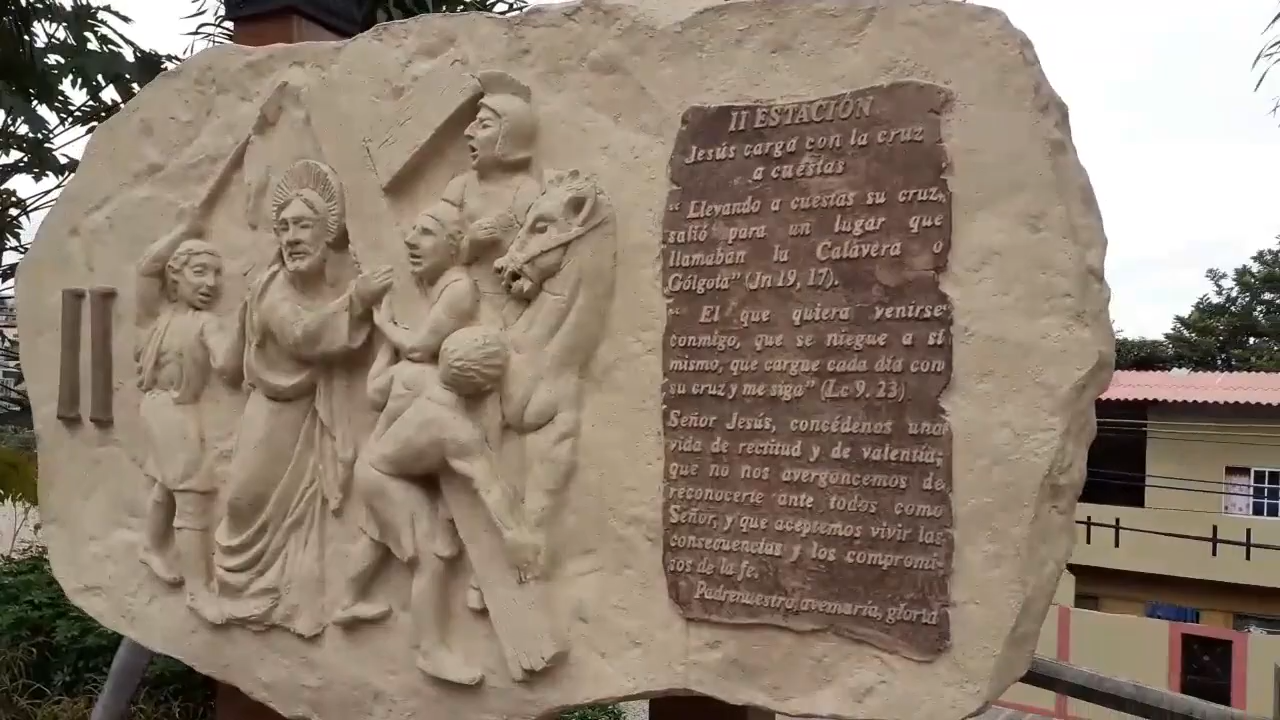 II
II ESTACIÓN
Jesús carga con la cruz
a cuestas
“ Llevando a cuestas su cruz,
salió para un lugar que
llamaban la Calavera o
Gólgota” (Jn 19, 17).
“ El que quiera venirse
conmigo, que se niegue a sí
mismo, que cargue cada día con
su cruz y me siga” (Lc 9, 23).
Señor Jesús, concédenos una
vida de rectitud y de valentía;
que no nos avergoncemos de
reconocerte ante todos como
Señor, y que aceptemos vivir las
consecuencias y los compromi-
sos de la fe.
Padrenuestro, avemaría, gloria